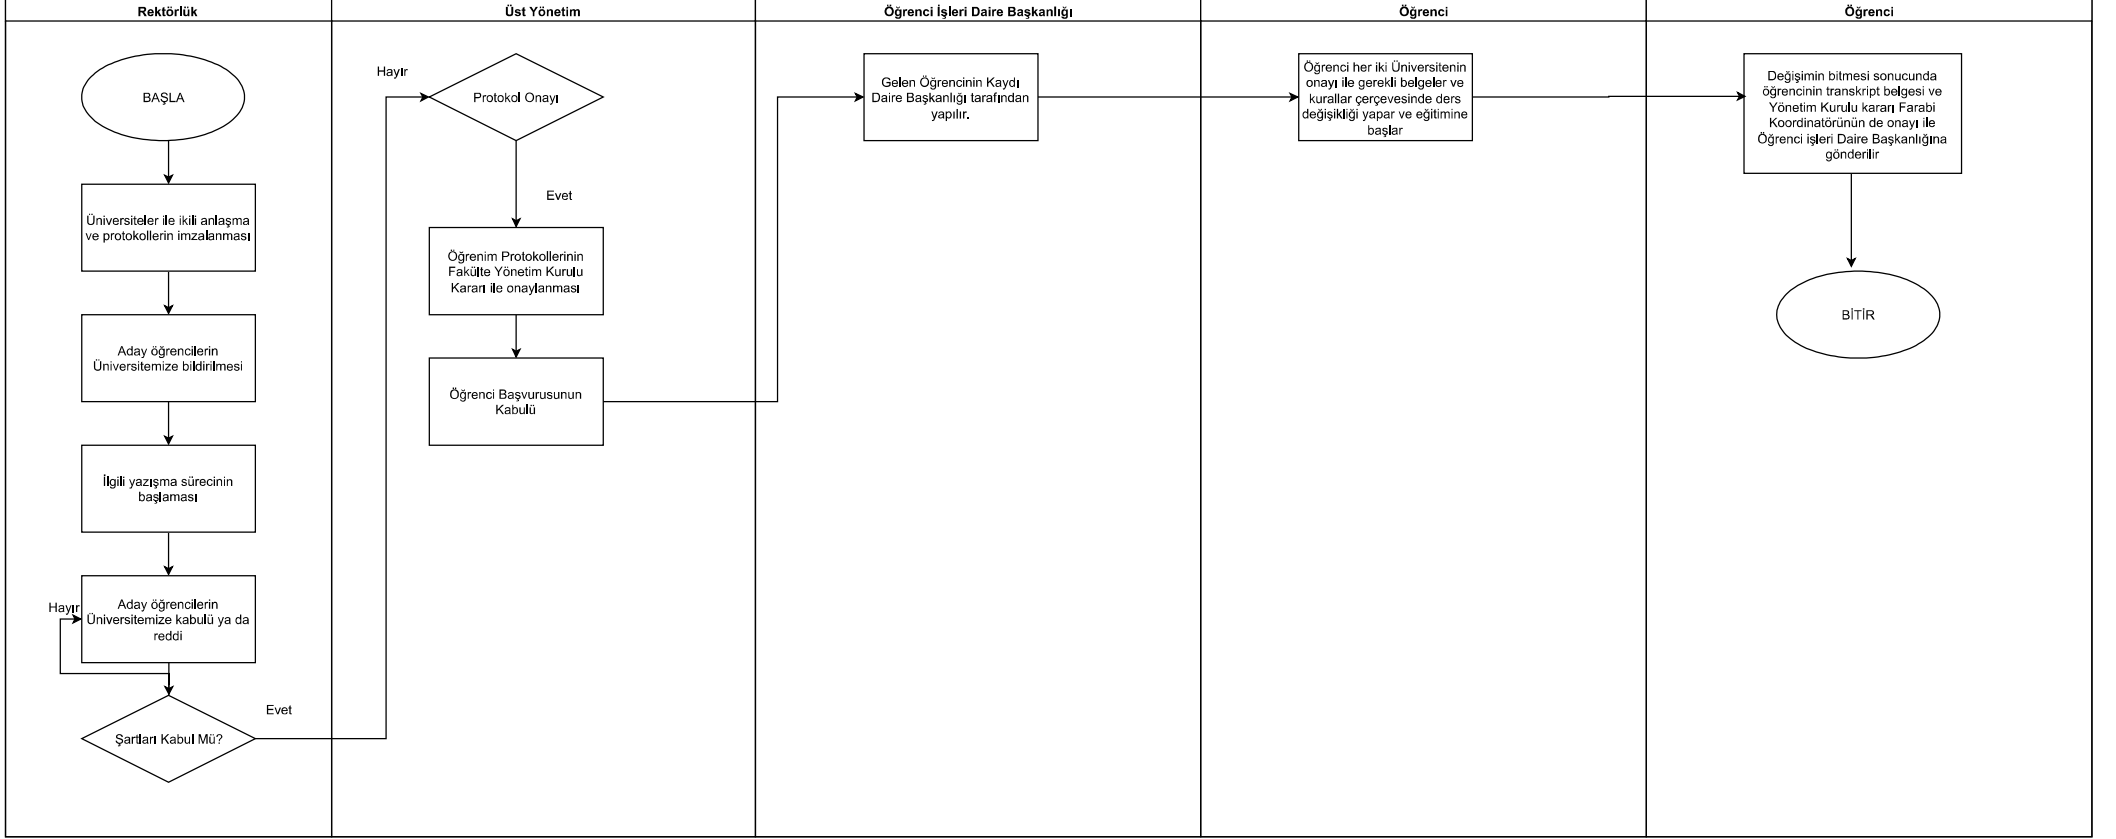 Rektörlük
Üst Yönetim
Öğrenci İşleri Daire Başkanlığı
Öğrenci
Öğrenci
BAŞLA
Üniversiteler ile ikili anlaşma
ve protokollerin imzalanması
Aday öğrencilerin
Üniversitemize bildirilmesi
İlgili yazışma sürecinin
başlaması
Hayır
Aday öğrencilerin
Üniversitemize kabulü ya da
reddi
Evet
Şartları Kabul Mü?
Hayır
Protokol Onayı
Evet
Öğrenim Protokollerinin
Fakülte Yönetim Kurulu
Kararı ile onaylanması
Öğrenci Başvurusunun
Kabulü
Gelen Öğrencinin Kaydı
Daire Başkanlığı tarafından
yapılır.
Öğrenci her iki Üniversitenin
onayı ile gerekli belgeler ve
kurallar çerçevesinde ders
değişikliği yapar ve eğitimine
başlar
Değişimin bitmesi sonucunda
öğrencinin transkript belgesi ve
Yönetim Kurulu kararı Farabi
Koordinatörünün de onayı ile
Öğrenci işleri Daire Başkanlığına
gönderilir
BİTİR